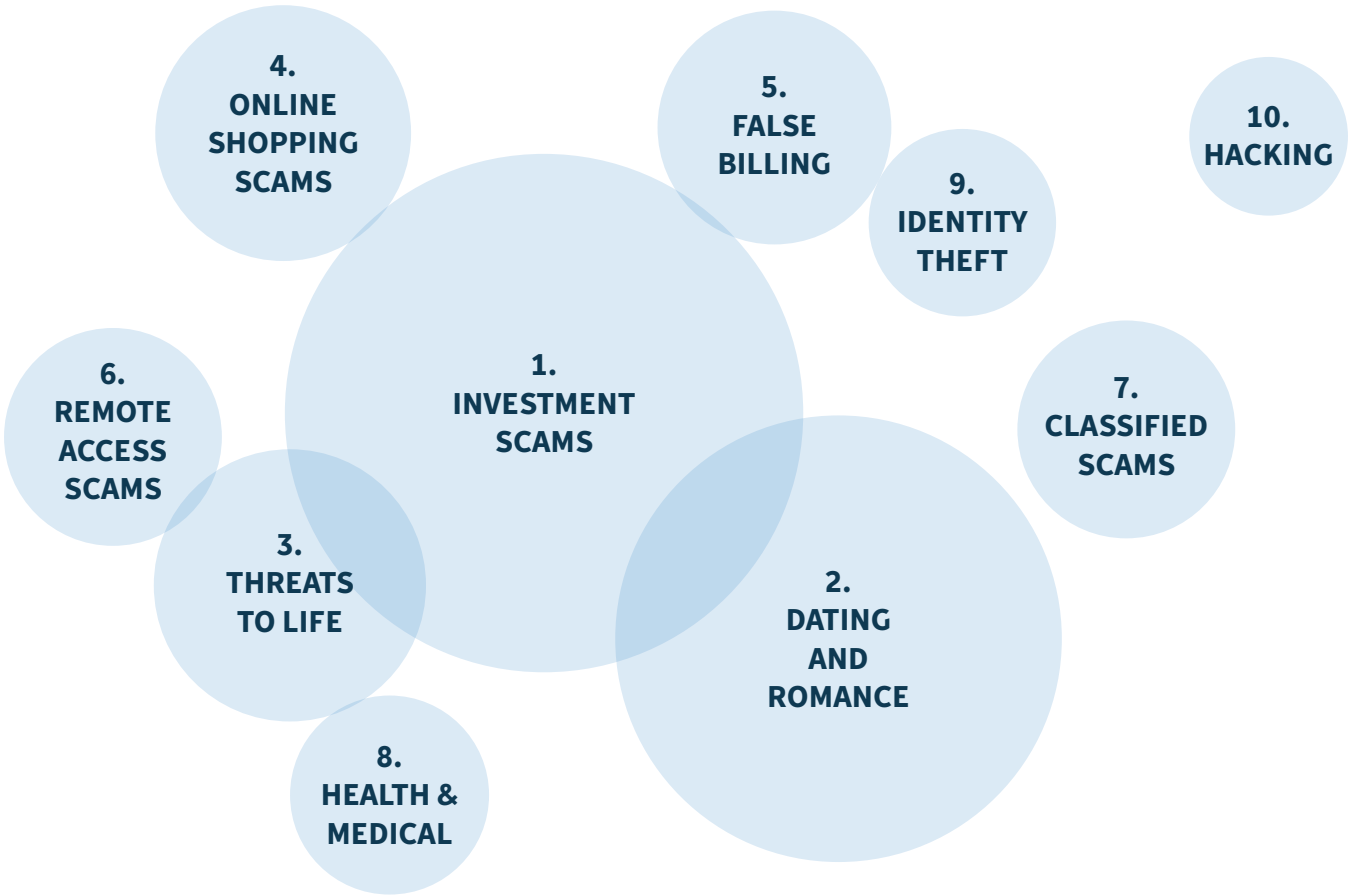 4.
ONLINE
SHOPPING
SCAMS
5.
FALSE
BILLING
10.
HACKING
9.
IDENTITY
THEFT
1.
INVESTMENT
SCAMS
6.
REMOTE
ACCESS
SCAMS
7.
CLASSIFIED
SCAMS
3.
THREATS
TO LIFE
2.
DATING
AND
ROMANCE
8.
HEALTH &
MEDICAL